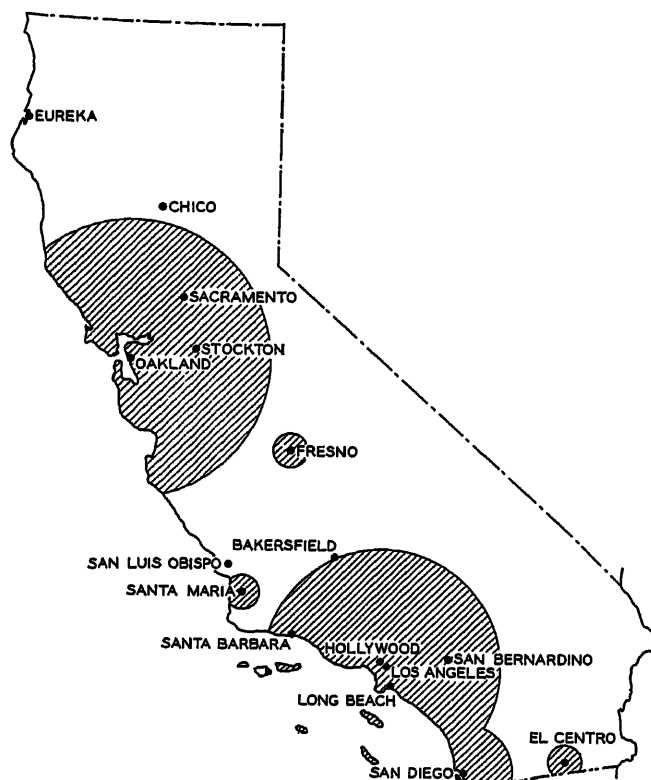 EUREKA
CHICO
SACRAMENTO
STOCKTON
OAKLAND
FRESNO
BAKERSFIELD
SAN LUIS OBISPO
SANTA MARIA
SANTA BARBARA
HOLLYWOOD
SAN BERNARDINO
LOS ANGELES
LONG BEACH
EL CENTRO
SAN DIEGO